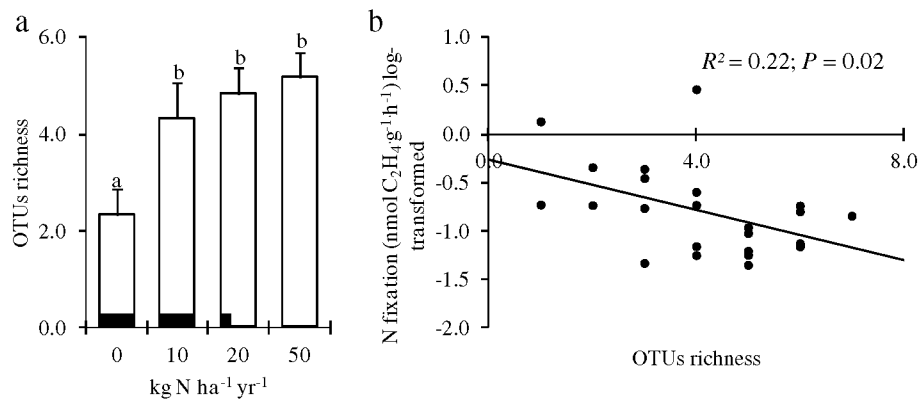 a
OTUs richness
6.0
4.0
2.0
0.0
a
b
b
b
0
10
20
50
kg N ha⁻¹ yr⁻¹
b
N fixation (nmol C₂H₄·g⁻¹·h⁻¹) log-
transformed
1.0
0.5
0.0
-0.5
-1.0
-1.5
-2.0
0.0
4.0
8.0
R² = 0.22; P = 0.02
OTUs richness